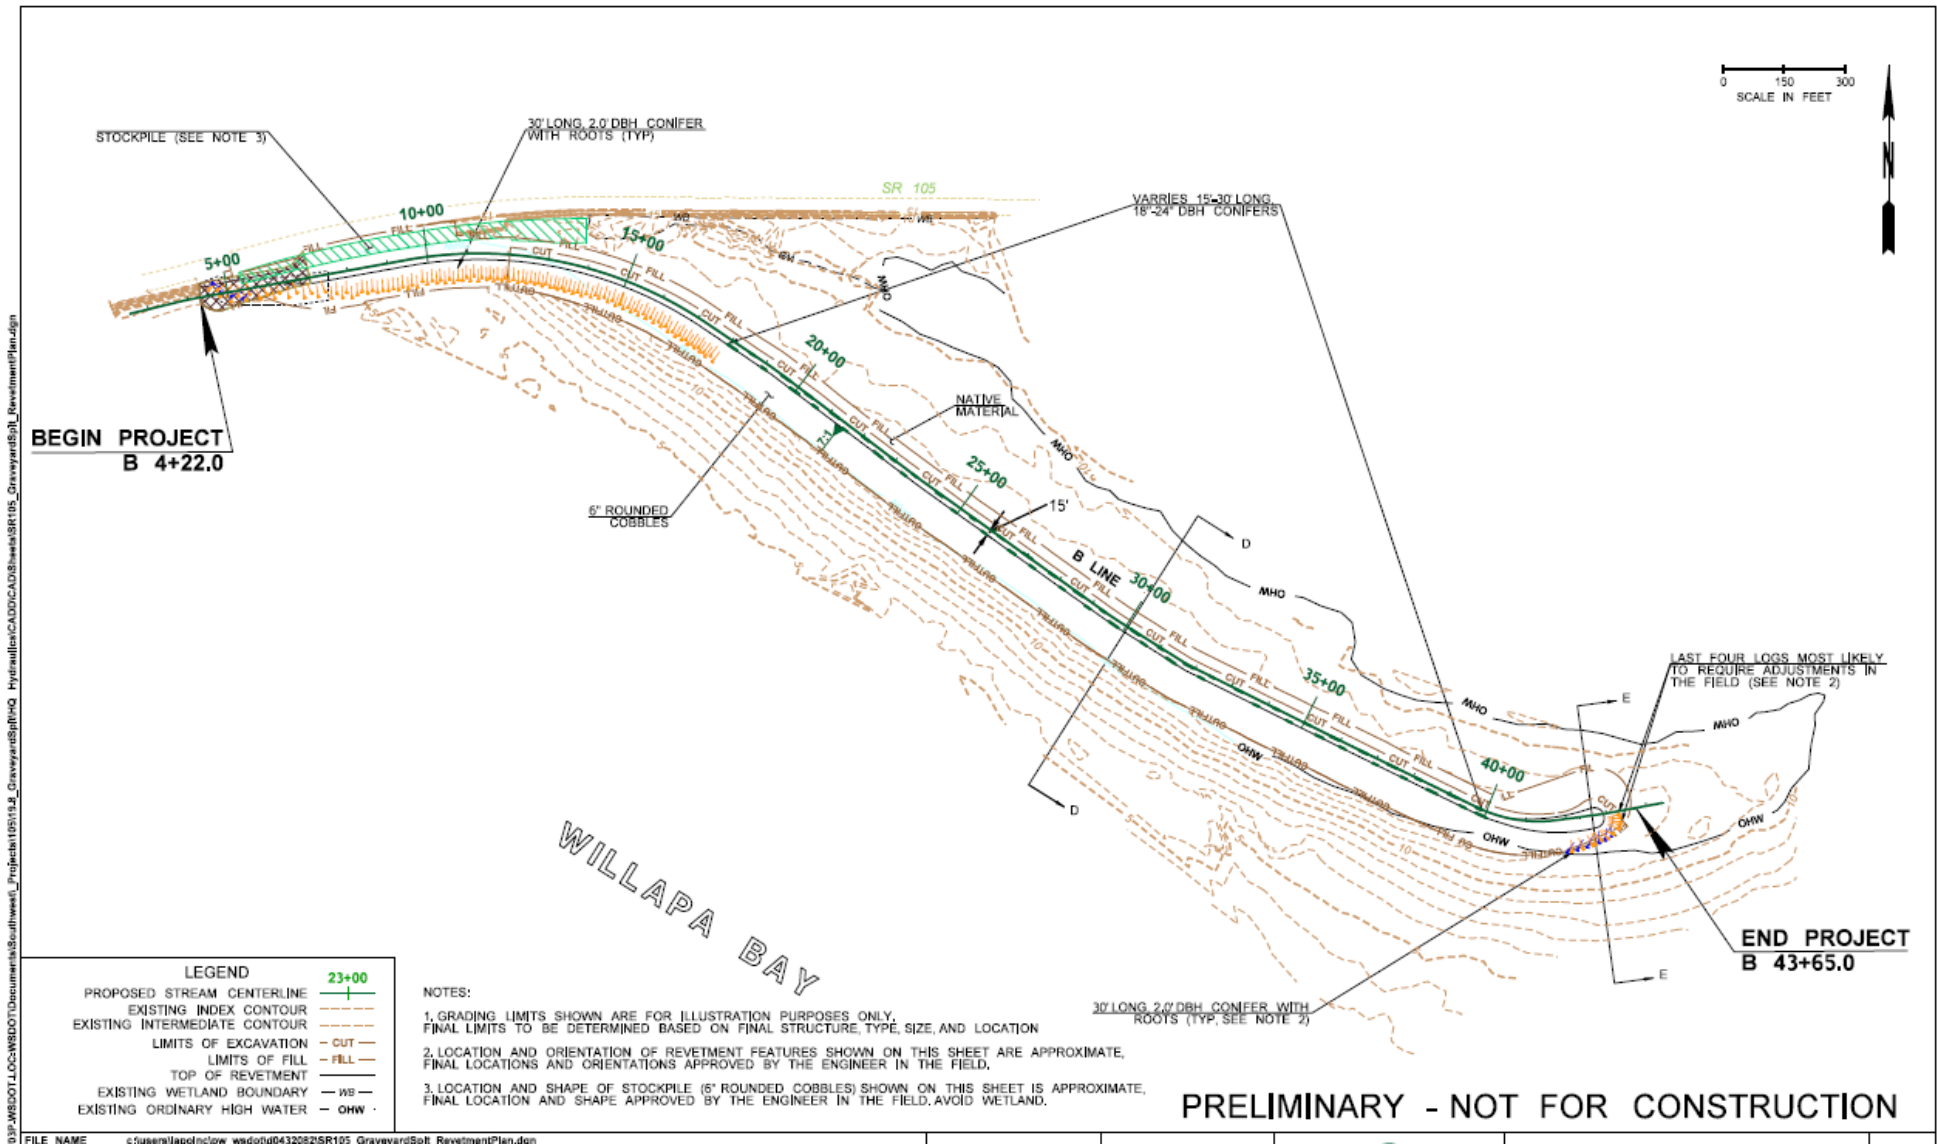 0 150 300
SCALE IN FEET
N
STOCKPILE (SEE NOTE 3)
30' LONG, 2.0' DBH CONIFER
WITH ROOTS (TYP)
SR 105
VARRIES 15'-30' LONG,
18"-24" DBH CONIFERS
5+00
10+00
15+00
20+00
25+00
30+00
35+00
40+00
BEGIN PROJECT
B 4+22.0
NATIVE
MATERIAL
7:1
6" ROUNDED
COBBLES
15'
B LINE
D
D
E
E
LAST FOUR LOGS MOST LIKELY
TO REQUIRE ADJUSTMENTS IN
THE FIELD (SEE NOTE 2)
WILLAPA BAY
END PROJECT
B 43+65.0
30' LONG, 2.0' DBH CONIFER WITH
ROOTS (TYP, SEE NOTE 2)
CUT
FILL
WB
OHW
LEGEND
23+00
PROPOSED STREAM CENTERLINE
EXISTING INDEX CONTOUR
EXISTING INTERMEDIATE CONTOUR
LIMITS OF EXCAVATION - CUT -
LIMITS OF FILL - FILL -
TOP OF REVETMENT
EXISTING WETLAND BOUNDARY - WB -
EXISTING ORDINARY HIGH WATER - OHW -
NOTES:
1. GRADING LIMITS SHOWN ARE FOR ILLUSTRATION PURPOSES ONLY.
FINAL LIMITS TO BE DETERMINED BASED ON FINAL STRUCTURE, TYPE, SIZE, AND LOCATION
2. LOCATION AND ORIENTATION OF REVETMENT FEATURES SHOWN ON THIS SHEET ARE APPROXIMATE,
FINAL LOCATIONS AND ORIENTATIONS APPROVED BY THE ENGINEER IN THE FIELD.
3. LOCATION AND SHAPE OF STOCKPILE (6" ROUNDED COBBLES) SHOWN ON THIS SHEET IS APPROXIMATE,
FINAL LOCATION AND SHAPE APPROVED BY THE ENGINEER IN THE FIELD. AVOID WETLAND.
PRELIMINARY - NOT FOR CONSTRUCTION
FILE NAME